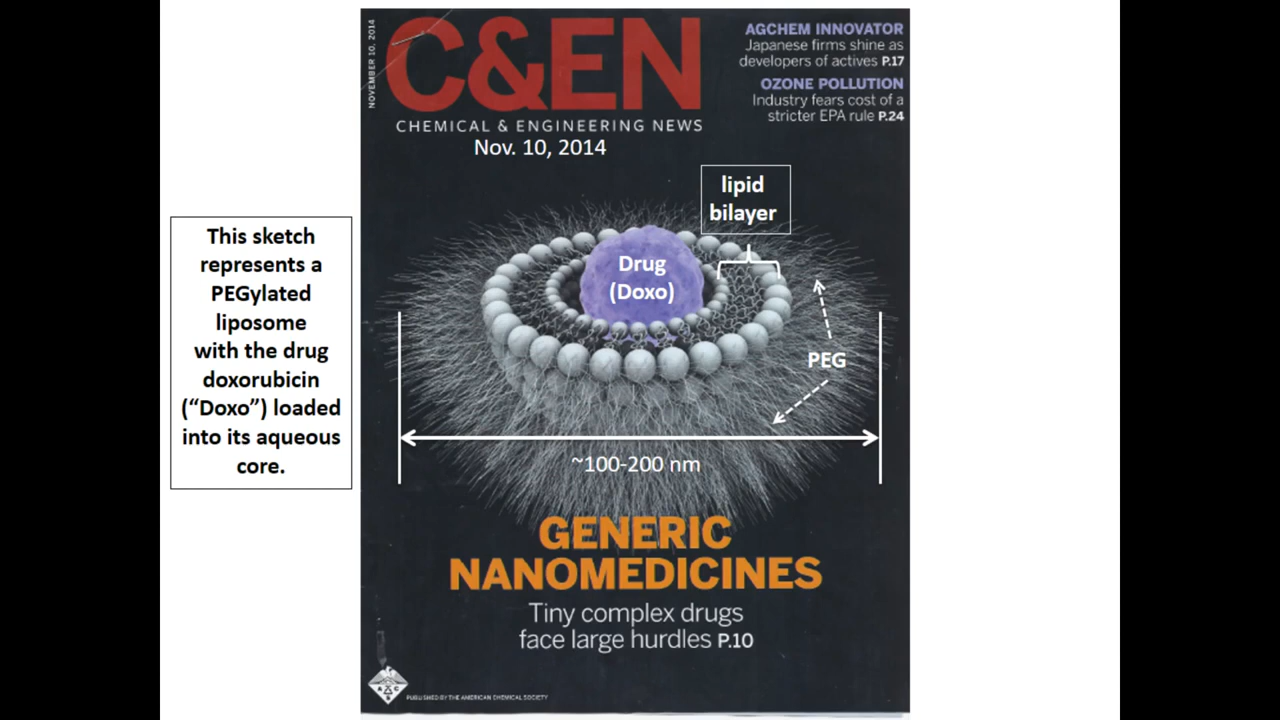 NOVEMBER 10, 2014
C&EN
CHEMICAL & ENGINEERING NEWS
Nov. 10, 2014
AGCHEM INNOVATOR
Japanese firms shine as
developers of actives P.17
OZONE POLLUTION
Industry fears cost of a
stricter EPA rule P.24
lipid
bilayer
This sketch
represents a
PEGylated
liposome
with the drug
doxorubicin
(“Doxo”) loaded
into its aqueous
core.
Drug
(Doxo)
PEG
~100-200 nm
GENERIC
NANOMEDICINES
Tiny complex drugs
face large hurdles P.10
ACS
PUBLISHED BY THE AMERICAN CHEMICAL SOCIETY